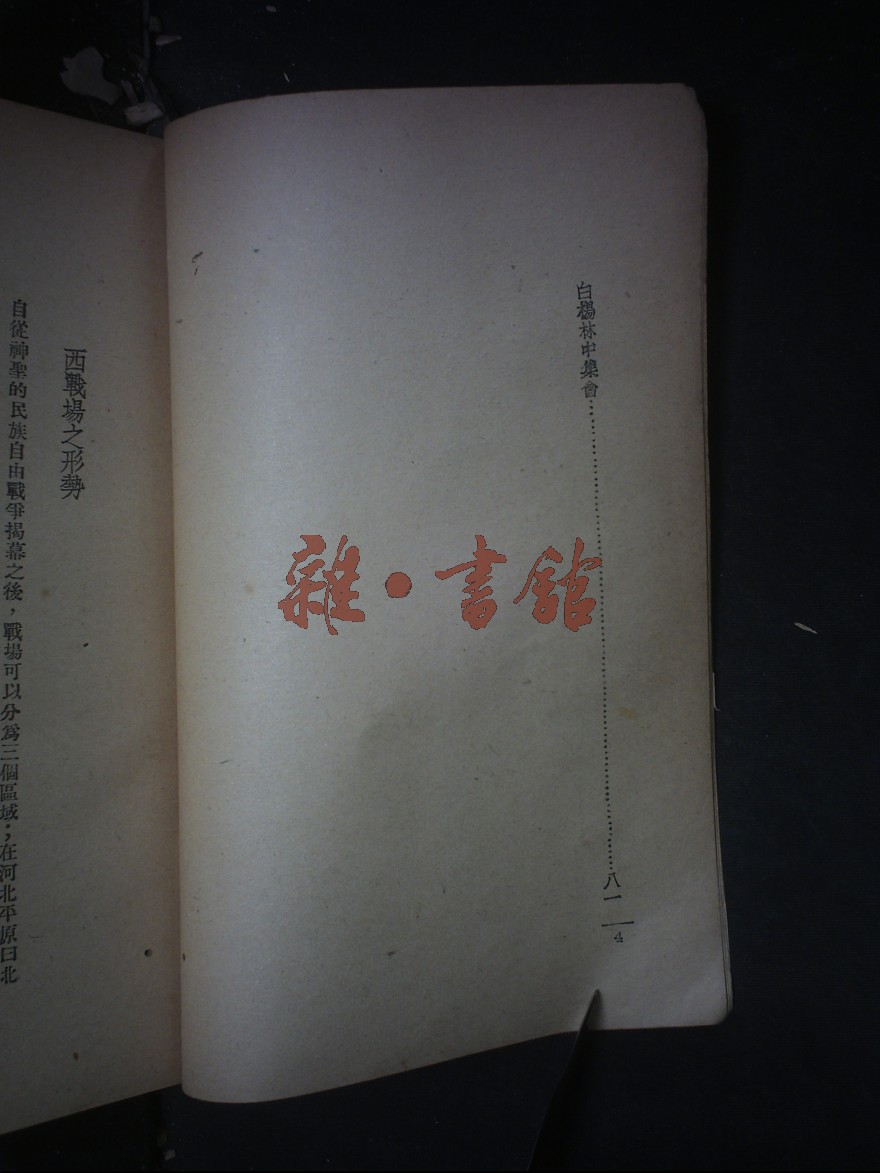 白楊林中集會……八一
4
西戰場之形勢
自從神聖的民族自由戰爭揭幕之後，戰場可以分爲三個區域；在河北平原曰北
雜·書館